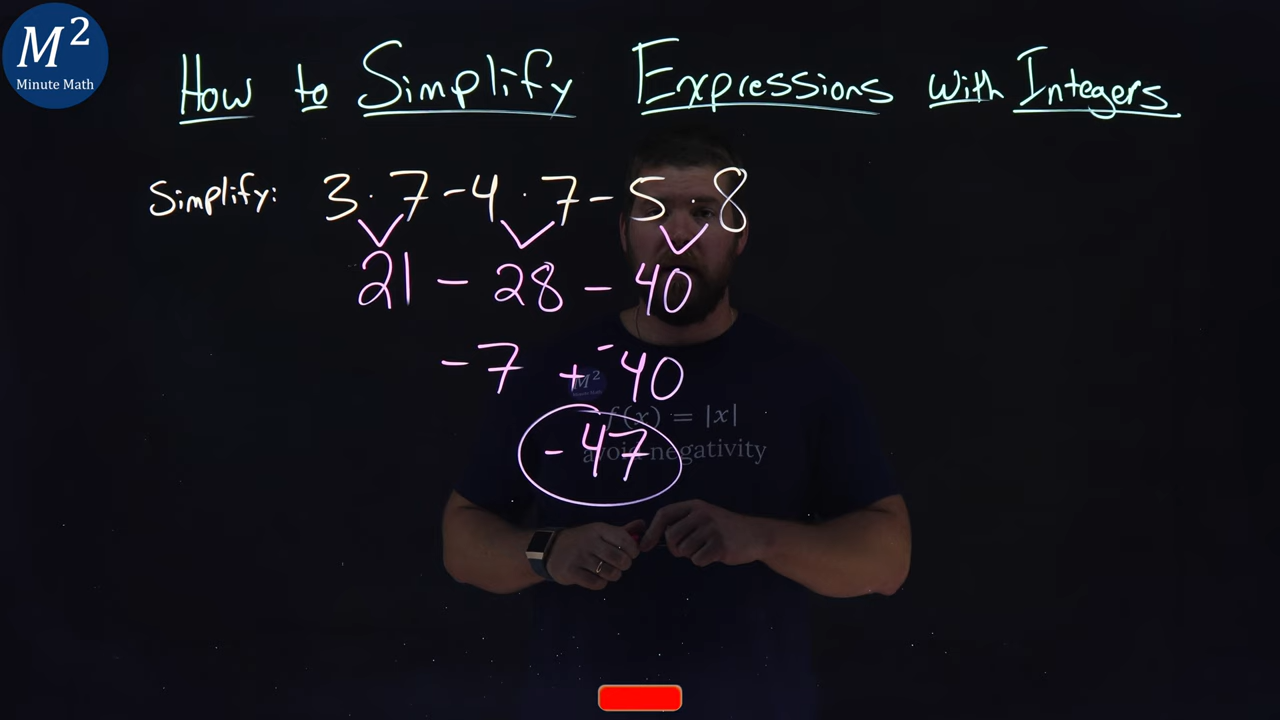 M²
Minute Math
How to Simplify Expressions with Integers
Simplify: 3 · 7 - 4 · 7 - 5 · 8
21 - 28 - 40
-7 + -40
M²
f(x) = |x|
-47
avoid negativity